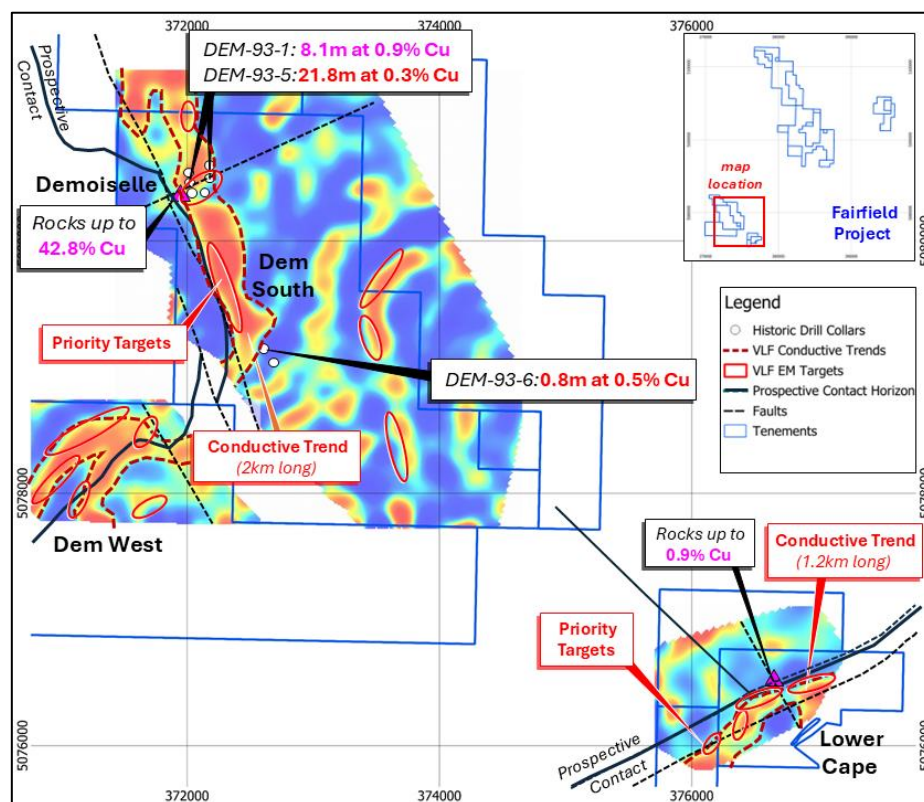 372000
374000
376000
DEM-93-1: 8.1m at 0.9% Cu
DEM-93-5:21.8m at 0.3% Cu
Prospective
Contact
Demoiselle
Rocks up to
42.8% Cu
Dem
South
Priority Targets
DEM-93-6:0.8m at 0.5% Cu
Conductive Trend
(2km long)
Dem West
map
location
Fairfield
Project
Legend
Historic Drill Collars
VLF Conductive Trends
VLF EM Targets
Prospective Contact Horizon
Faults
Tenements
5078000
5078000
Rocks up to
0.9% Cu
Conductive Trend
(1.2km long)
Priority
Targets
Prospective
Contact
Lower
Cape
5076000
5076000
372000
374000
376000